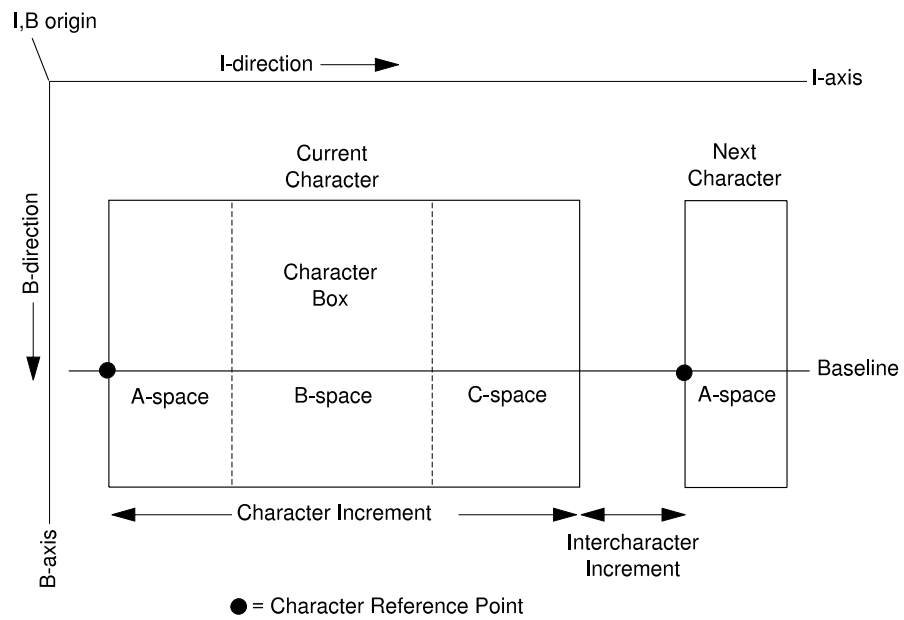 I,B origin
I-direction
I-axis
Current
Character
Next
Character
B-direction
Character
Box
Baseline
A-space
B-space
C-space
A-space
Character Increment
Intercharacter
Increment
B-axis
= Character Reference Point